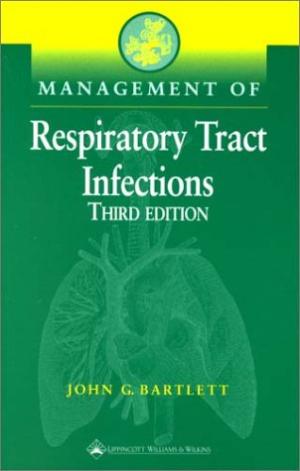 MANAGEMENT OF
Respiratory Tract
Infections
THIRD EDITION
JOHN G. BARTLETT
LIPPINCOTT WILLIAMS & WILKINS